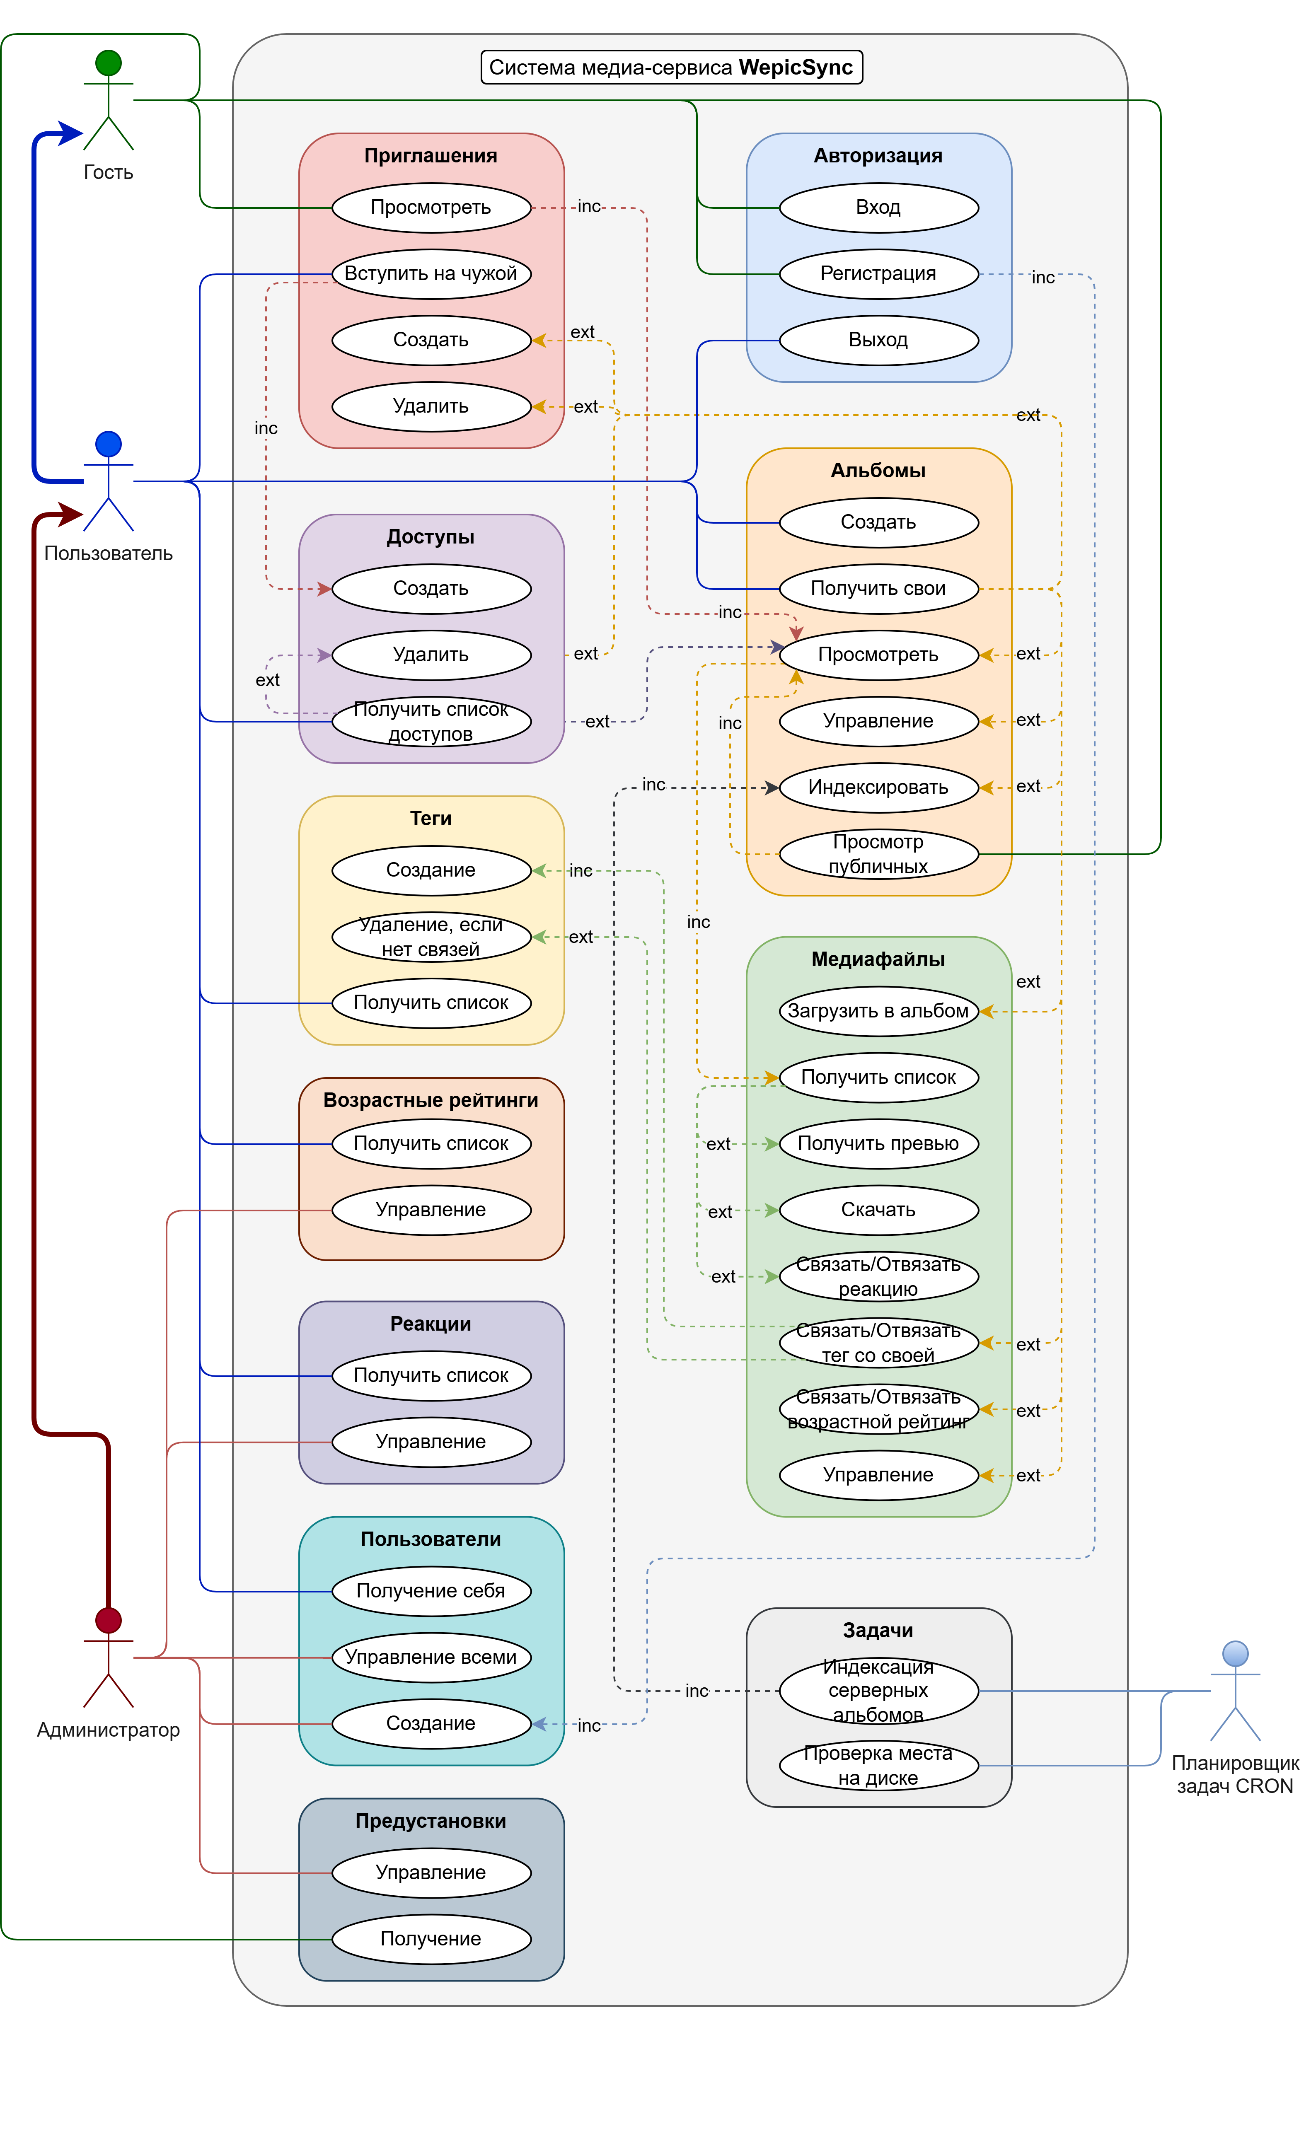 Система медиа-сервиса WepicSync
Гость
Пользователь
Администратор
Приглашения
Просмотреть
inc
Вступить на чужой
Создать
ext
Удалить
ext
inc
Авторизация
Вход
Регистрация
inc
Выход
ext
Доступы
Создать
Удалить
ext
ext
Получить список
доступов
ext
Альбомы
Создать
Получить свои
inc
Просмотреть
ext
inc
Управление
ext
inc
Индексировать
ext
Просмотр
публичных
Теги
Создание
inc
Удаление, если
нет связей
ext
Получить список
inc
Медиафайлы
ext
Загрузить в альбом
Получить список
ext
Получить превью
ext
Скачать
ext
Связать/Отвязать
реакцию
Связать/Отвязать
тег со своей
ext
Связать/Отвязать
возрастной рейтинг
ext
Управление
ext
Возрастные рейтинги
Получить список
Управление
Реакции
Получить список
Управление
Пользователи
Получение себя
Управление всеми
Создание
inc
Задачи
inc
Индексация
серверных
альбомов
Проверка места
на диске
Планировщик
задач CRON
Предустановки
Управление
Получение